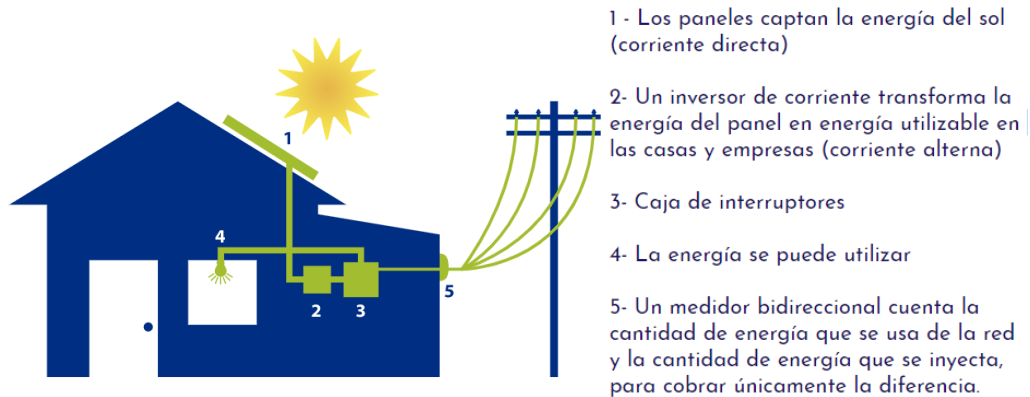 1 - Los paneles captan la energía del sol
(corriente directa)
2- Un inversor de corriente transforma la
energía del panel en energía utilizable en
las casas y empresas (corriente alterna)
3- Caja de interruptores
4- La energía se puede utilizar
5- Un medidor bidireccional cuenta la
cantidad de energía que se usa de la red
y la cantidad de energía que se inyecta,
para cobrar únicamente la diferencia.
1
4
5
2
3